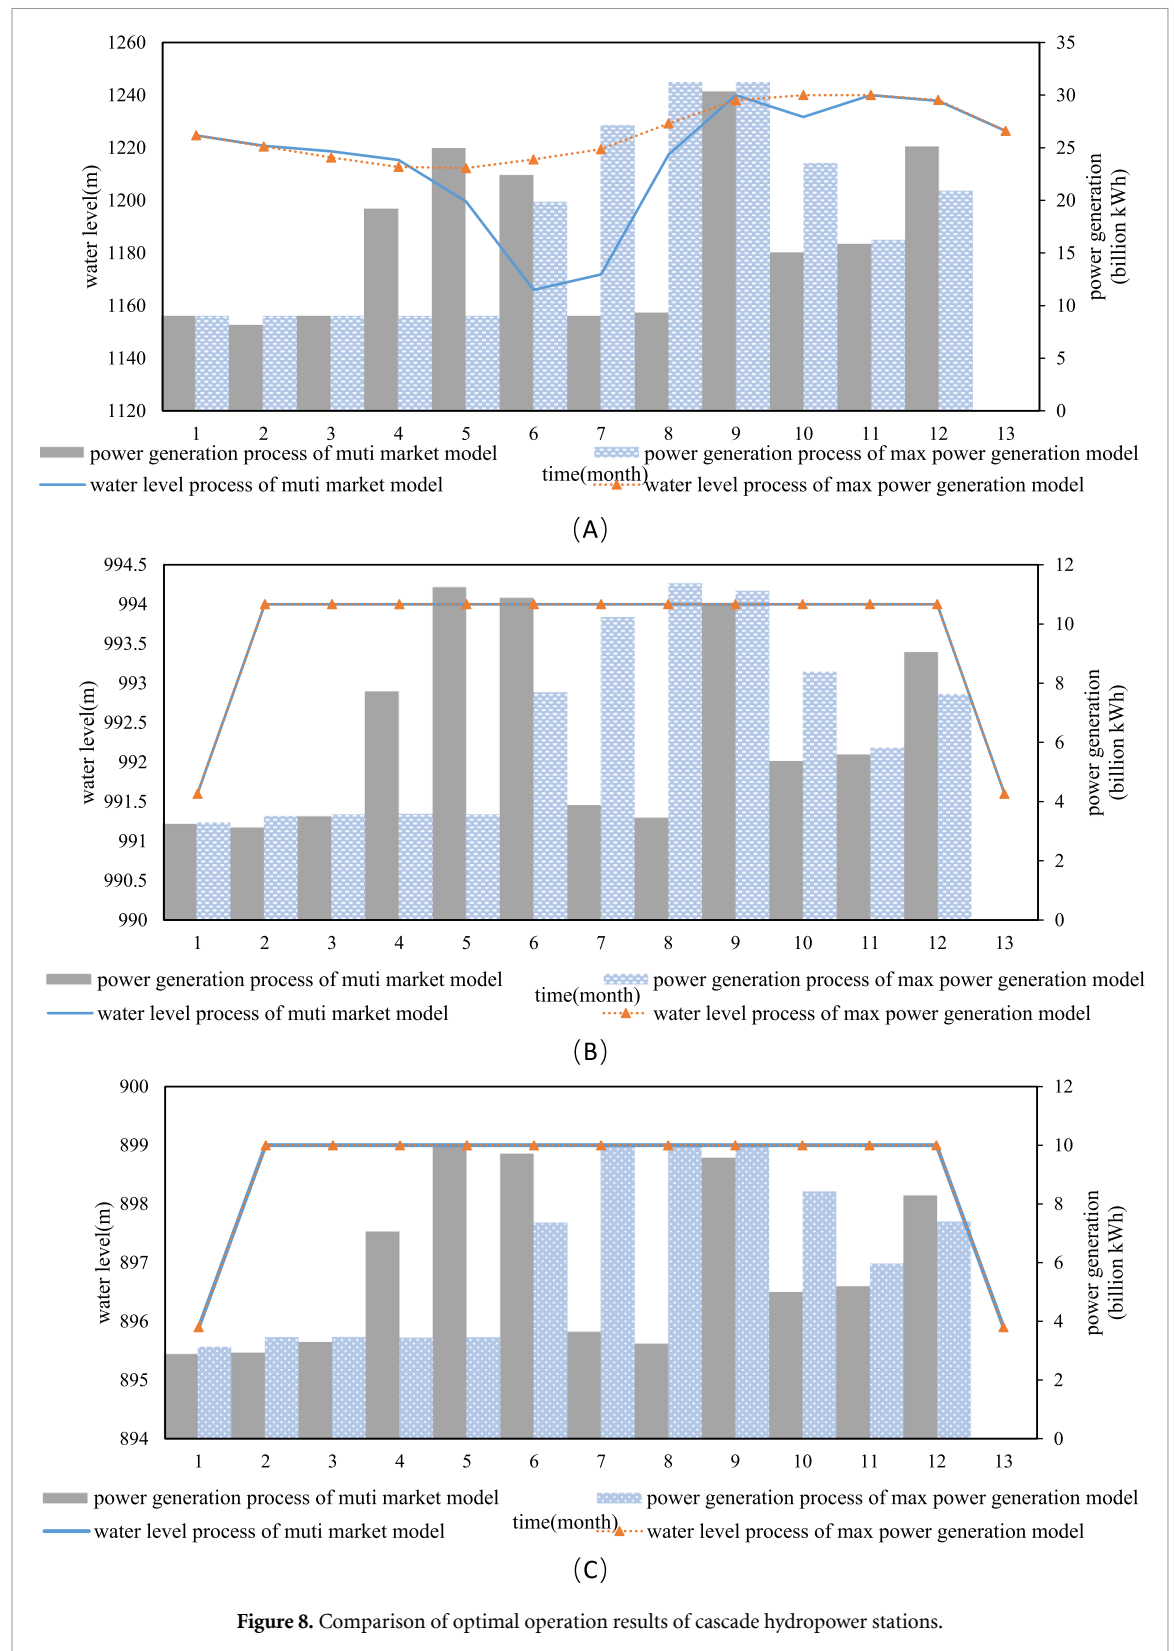 1260
1240
1220
1200
1180
1160
1140
1120
water level(m)
35
30
25
20
15
10
5
0
power generation
(billion kWh)
1 2 3 4 5 6 7 8 9 10 11 12 13
time(month)
power generation process of muti market model
power generation process of max power generation model
water level process of muti market model
water level process of max power generation model
(A)
994.5
994
993.5
993
992.5
992
991.5
991
990.5
990
water level(m)
12
10
8
6
4
2
0
power generation
(billion kWh)
1 2 3 4 5 6 7 8 9 10 11 12 13
time(month)
power generation process of muti market model
power generation process of max power generation model
water level process of muti market model
water level process of max power generation model
(B)
900
899
898
897
896
895
894
water level(m)
12
10
8
6
4
2
0
power generation
(billion kWh)
1 2 3 4 5 6 7 8 9 10 11 12 13
time(month)
power generation process of muti market model
power generation process of max power generation model
water level process of muti market model
water level process of max power generation model
(C)
Figure 8. Comparison of optimal operation results of cascade hydropower stations.